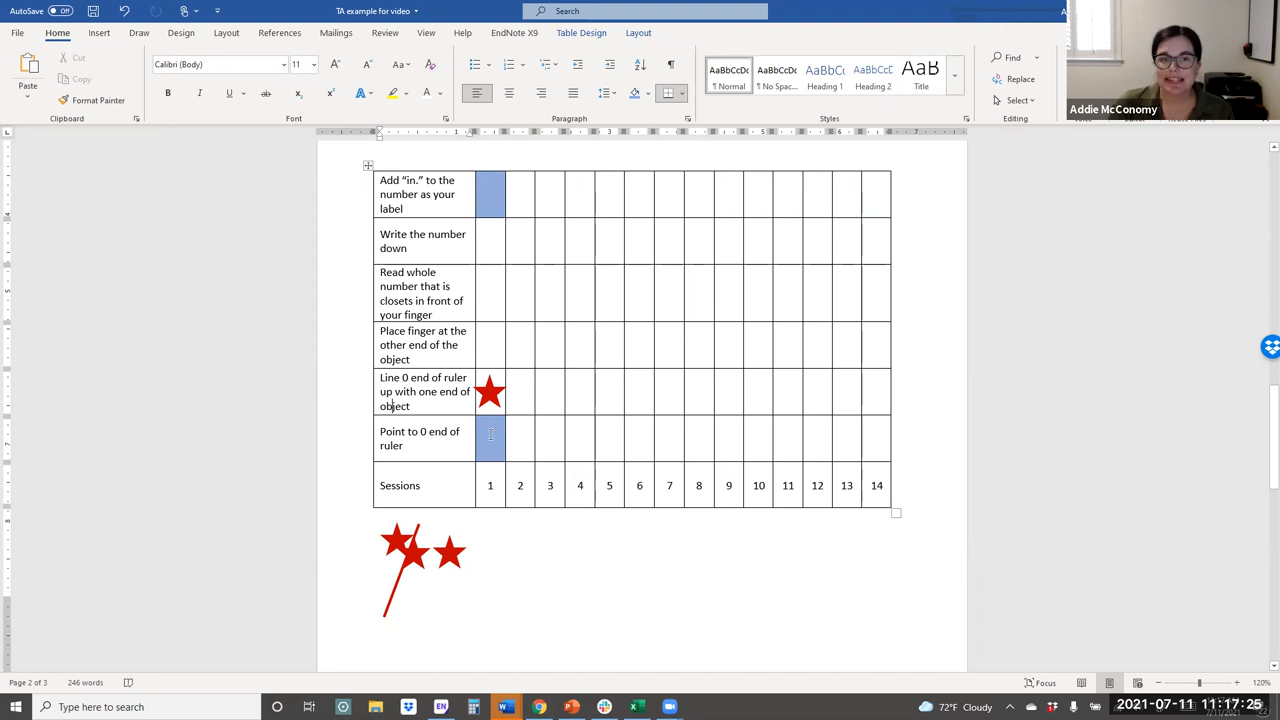 AutoSave Off TA example for video Search
File Home Insert Draw Design Layout References Mailings Review View Help EndNote X9 Table Design Layout
Paste Cut Copy Format Painter
Calibri (Body) 11
AaBbCcDc AaBbCcDc AaBbCc AaBbCcD AaB
¶ Normal ¶ No Spac... Heading 1 Heading 2 Title
Find Replace Select
Clipboard Font Paragraph Styles Editing
Addie McConomy
Add “in.” to the
number as your
label
Write the number
down
Read whole
number that is
closets in front of
your finger
Place finger at the
other end of the
object
Line 0 end of ruler
up with one end of
object
Point to 0 end of
ruler
Sessions 1 2 3 4 5 6 7 8 9 10 11 12 13 14
Page 2 of 3 246 words Focus 120%
Type here to search 72°F Cloudy 2021-07-11 11:17:25